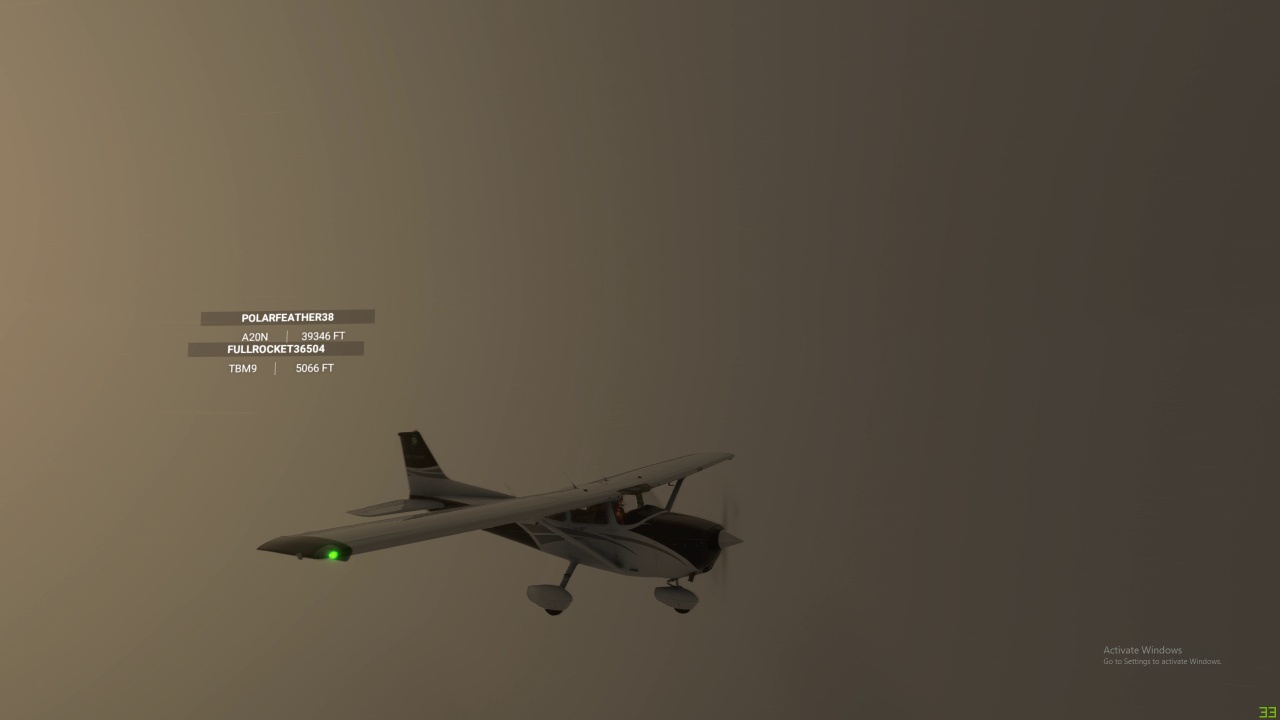 POLARFEATHER38
A20N | 39346 FT
FULLROCKET36504
TBM9 | 5066 FT
Activate Windows
Go to Settings to activate Windows.
33